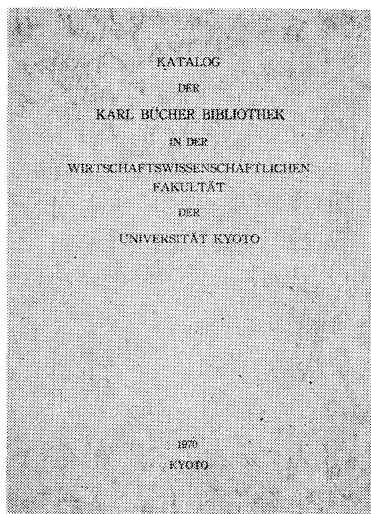 KATALOG
DER
KARL BÜCHER BIBLIOTHEK
IN DER
WIRTSCHAFTSWISSENSCHAFTLICHEN
FAKULTÄT
DER
UNIVERSITÄT KYOTO
1970
KYOTO